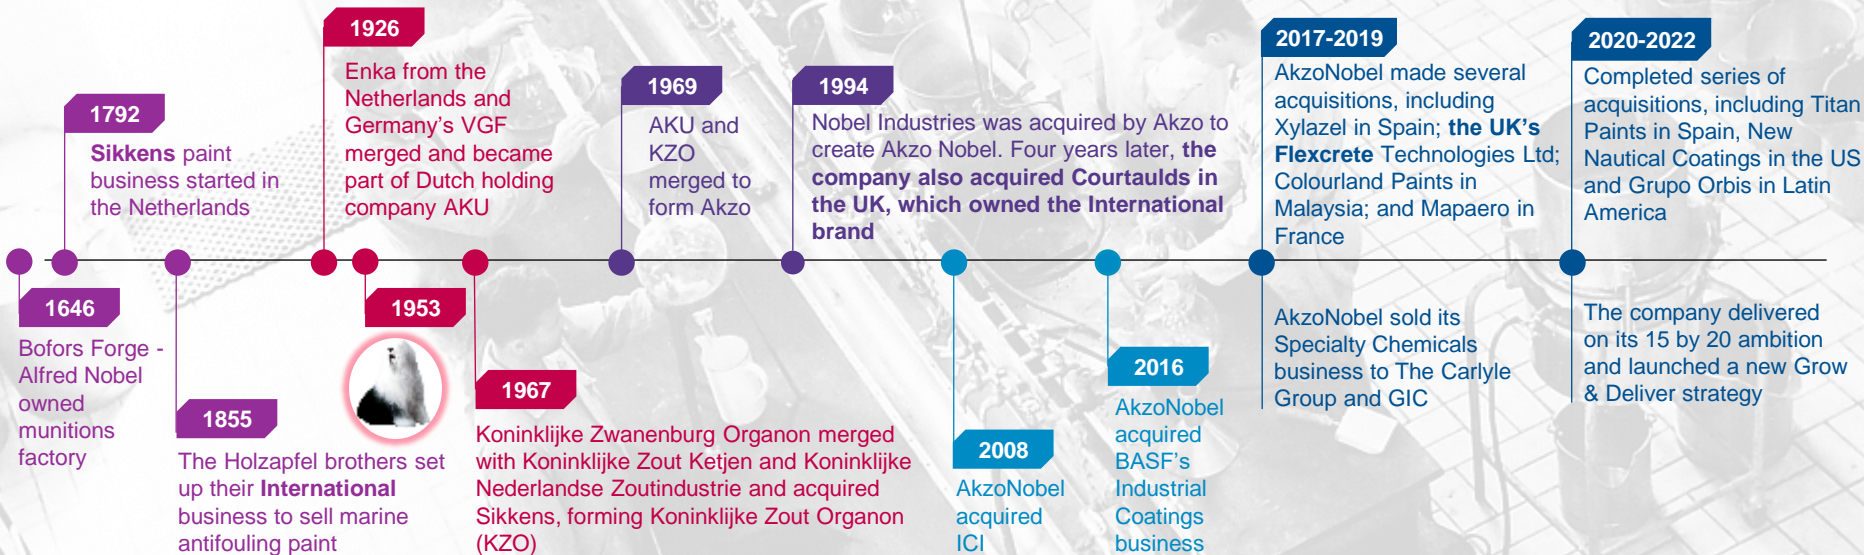 1646
Bofors Forge -
Alfred Nobel
owned
munitions
factory
1792
Sikkens paint
business started in
the Netherlands
1855
The Holzapfel brothers set
up their International
business to sell marine
antifouling paint
1926
Enka from the
Netherlands and
Germany’s VGF
merged and became
part of Dutch holding
company AKU
1953
1967
Koninklijke Zwanenburg Organon merged
with Koninklijke Zout Ketjen and Koninklijke
Nederlandse Zoutindustrie and acquired
Sikkens, forming Koninklijke Zout Organon
(KZO)
1969
AKU and
KZO
merged to
form Akzo
1994
Nobel Industries was acquired by Akzo to
create Akzo Nobel. Four years later, the
company also acquired Courtaulds in
the UK, which owned the International
brand
2008
AkzoNobel
acquired
ICI
2016
AkzoNobel
acquired
BASF’s
Industrial
Coatings
business
2017-2019
AkzoNobel made several
acquisitions, including
Xylazel in Spain; the UK’s
Flexcrete Technologies Ltd;
Colourland Paints in
Malaysia; and Mapaero in
France
AkzoNobel sold its
Specialty Chemicals
business to The Carlyle
Group and GIC
2020-2022
Completed series of
acquisitions, including Titan
Paints in Spain, New
Nautical Coatings in the US
and Grupo Orbis in Latin
America
The company delivered
on its 15 by 20 ambition
and launched a new Grow
& Deliver strategy